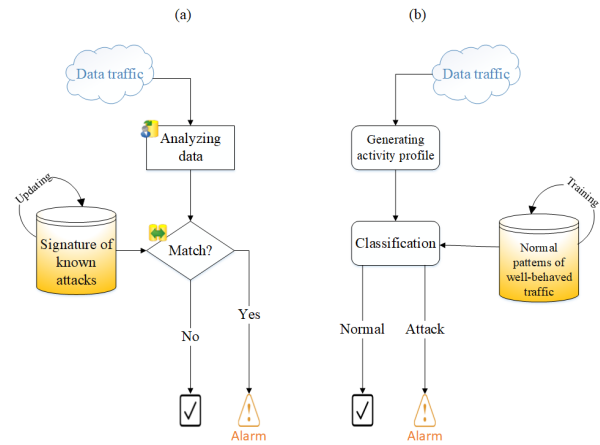 (a)
Data traffic
Analyzing
data
Updating
Signature of
known
attacks
Match?
No
Yes
Alarm
(b)
Data traffic
Generating
activity profile
Classification
Training
Normal
patterns of
well-behaved
traffic
Normal
Attack
Alarm